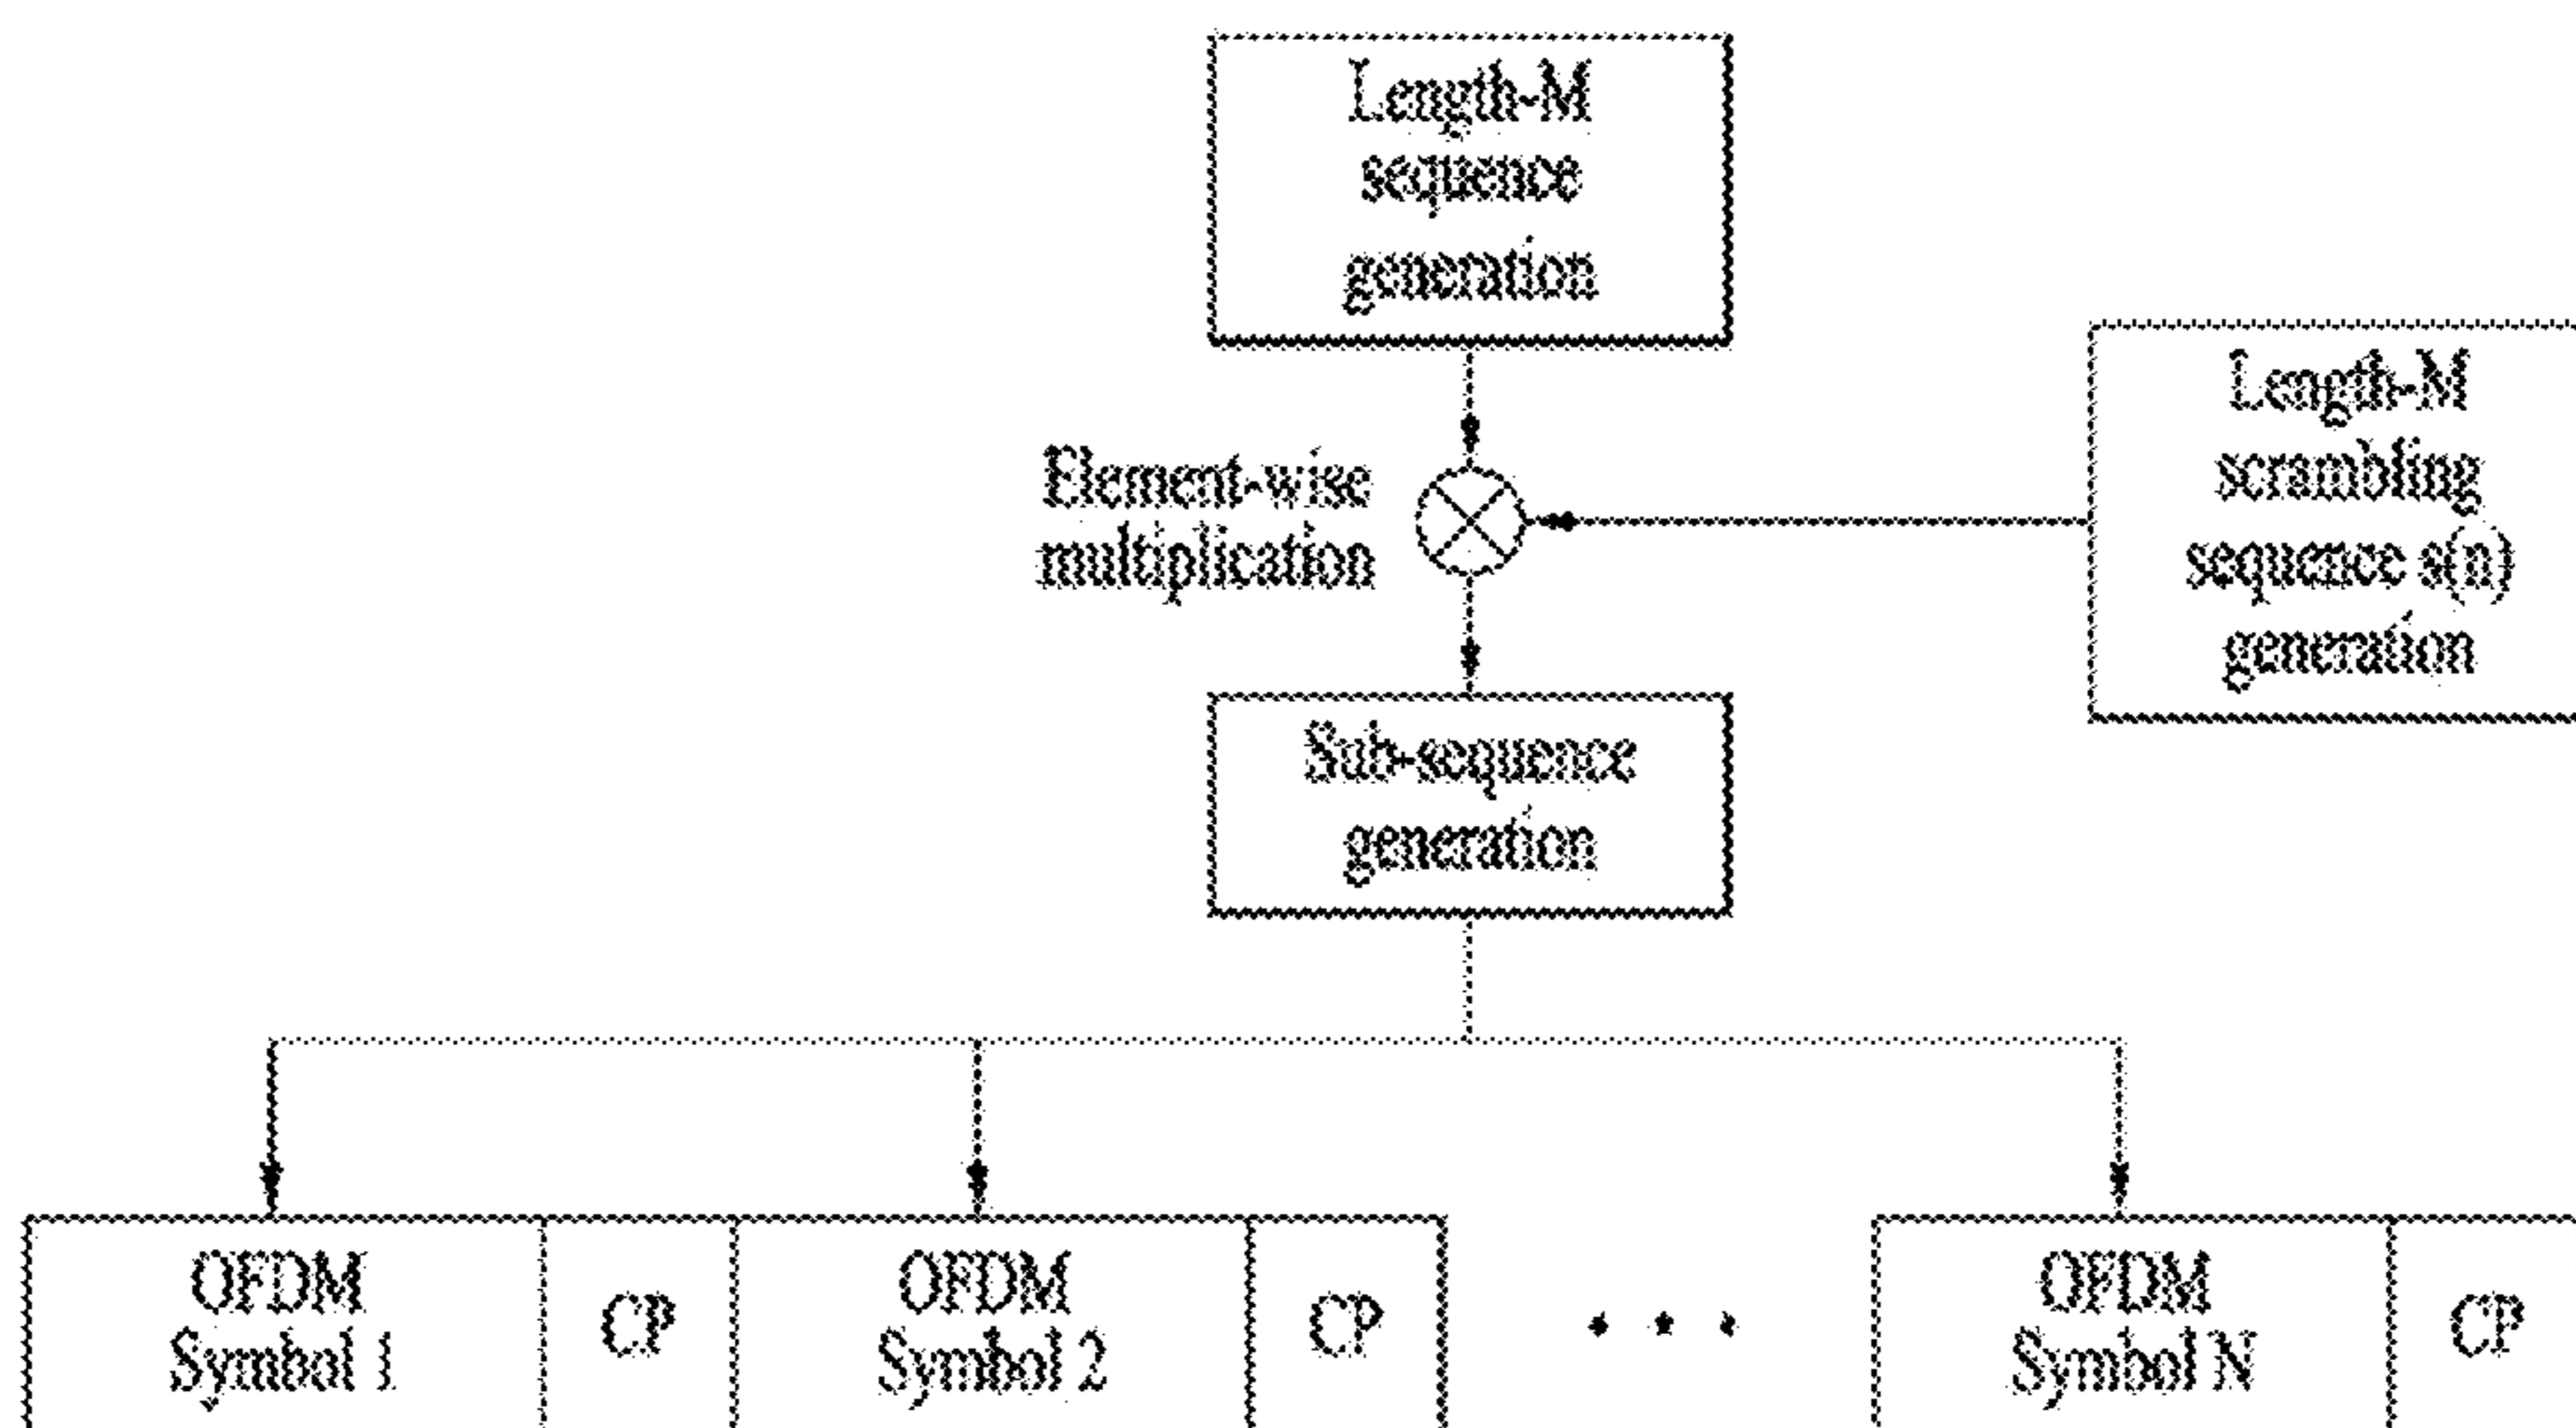 Length-M
sequence
generation
Length-M
scrambling
sequence s(n)
generation
Element-wise
multiplication
Sub-sequence
generation
OFDM
Symbol 1
CP
OFDM
Symbol 2
CP
OFDM
Symbol N
CP